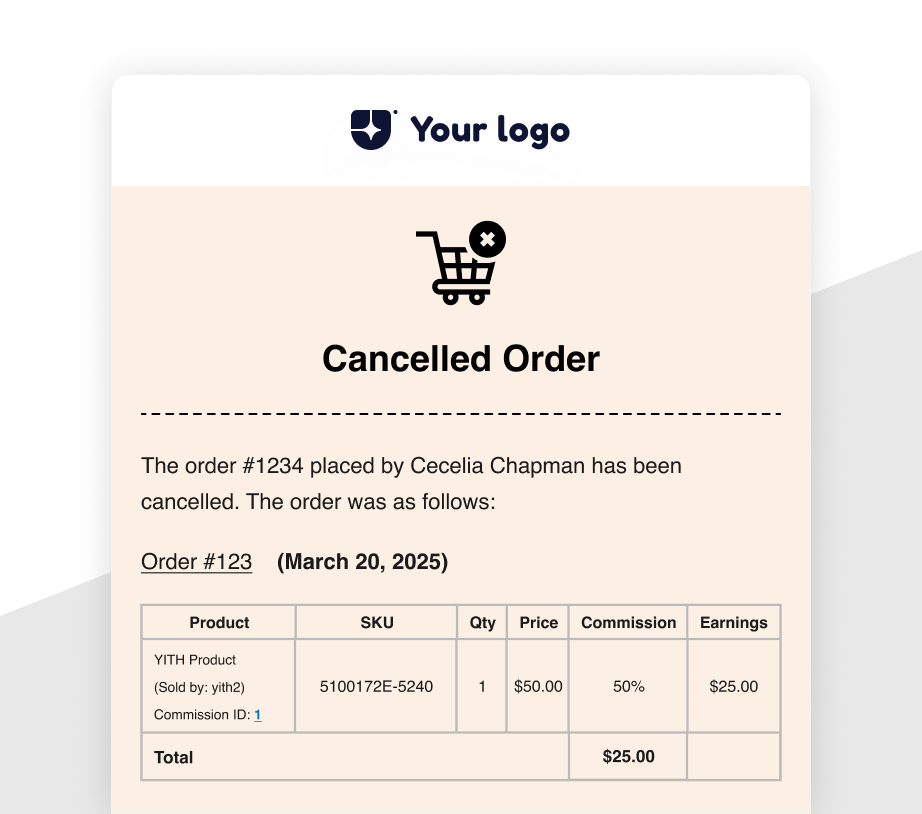 Your logo
Cancelled Order
The order #1234 placed by Cecelia Chapman has been
cancelled. The order was as follows:
Order #123 (March 20, 2025)
Product SKU Qty Price Commission Earnings
YITH Product
(Sold by: yith2)
Commission ID: 1
5100172E-5240 1 $50.00 50% $25.00
Total $25.00